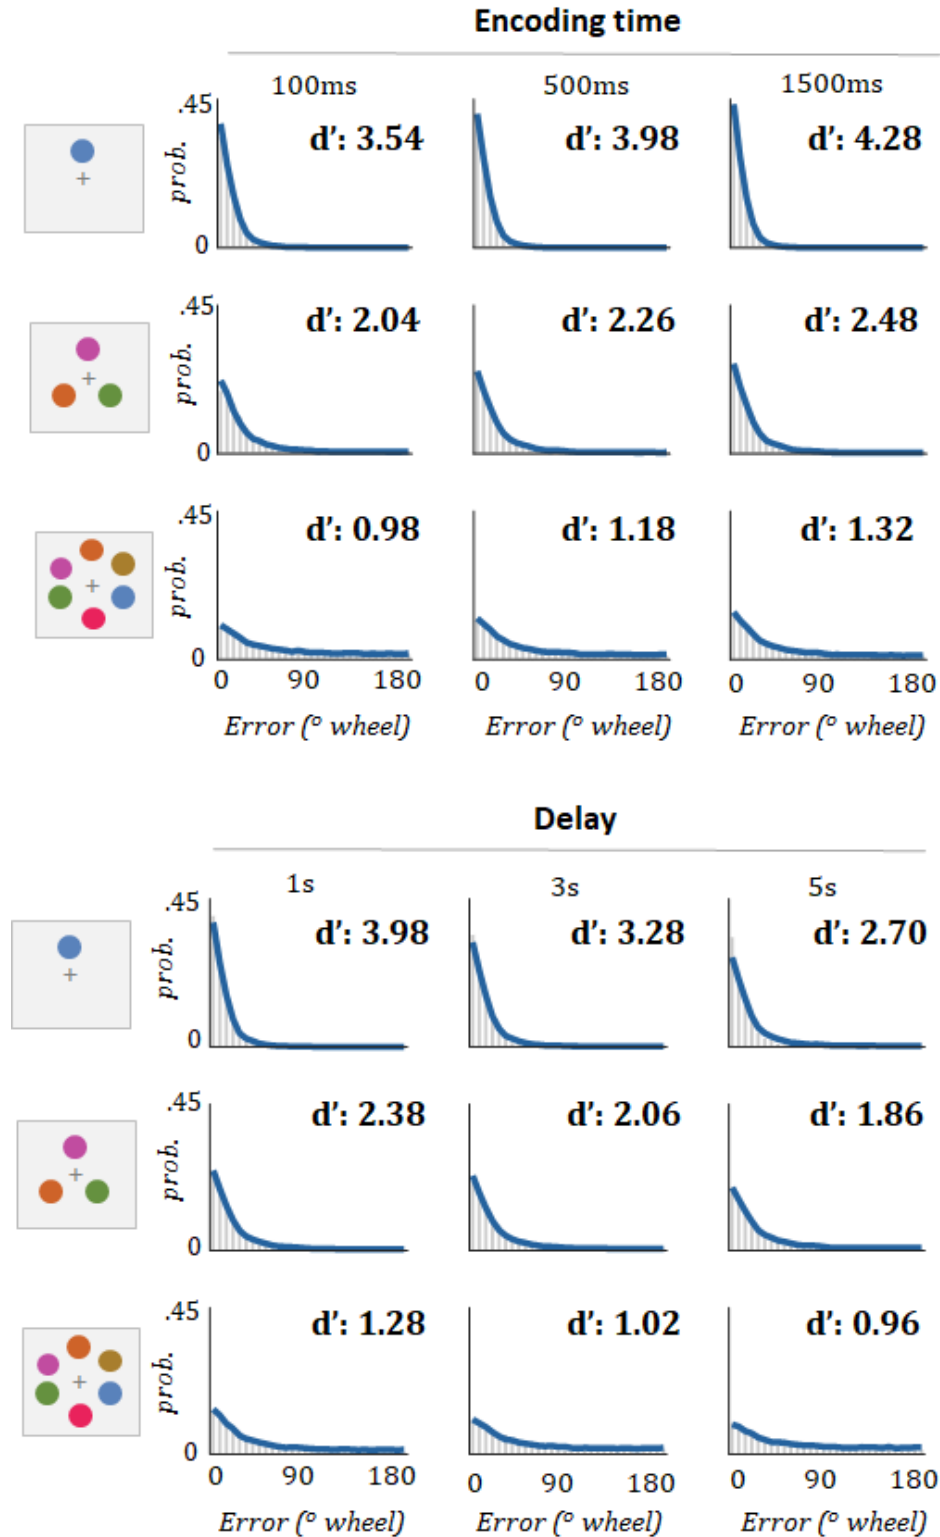 Encoding time
100ms 500ms 1500ms
.45 d′: 3.54 d′: 3.98 d′: 4.28
prob.
+
0
.45 d′: 2.04 d′: 2.26 d′: 2.48
prob.
+
0
.45 d′: 0.98 d′: 1.18 d′: 1.32
prob.
+
0
0 90 180 0 90 180 0 90 180
Error (° wheel) Error (° wheel) Error (° wheel)
Delay
1s 3s 5s
.45 d′: 3.98 d′: 3.28 d′: 2.70
prob.
+
0
.45 d′: 2.38 d′: 2.06 d′: 1.86
prob.
+
0
.45 d′: 1.28 d′: 1.02 d′: 0.96
prob.
+
0
0 90 180 0 90 180 0 90 180
Error (° wheel) Error (° wheel) Error (° wheel)